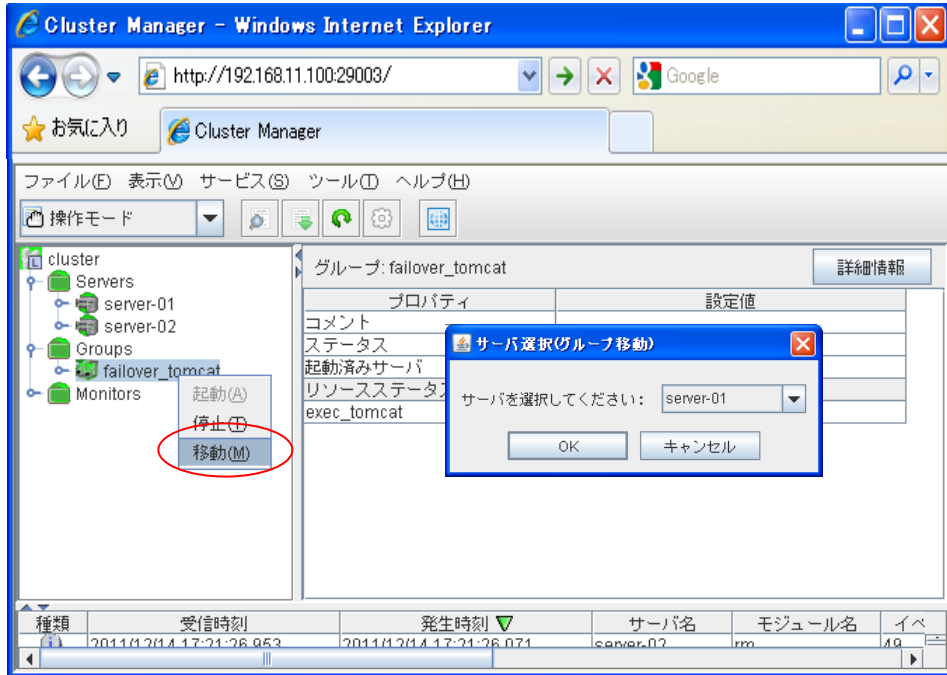 Cluster Manager - Windows Internet Explorer
http://192.168.11.100:29003/
Google
お気に入り
Cluster Manager
ファイル(F) 表示(V) サービス(S) ツール(T) ヘルプ(H)
操作モード
cluster
Servers
server-01
server-02
Groups
failover_tomcat
Monitors
起動(A)
停止(T)
移動(M)
グループ: failover_tomcat
詳細情報
プロパティ 設定値
コメント
ステータス
起動済みサーバ
リソースステータス
exec_tomcat
サーバ選択(グループ移動)
サーバを選択してください: server-01
OK キャンセル
種類 受信時刻 発生時刻 サーバ名 モジュール名 イベ
2011/12/14 17:21:26.953 2011/12/14 17:21:26.071 server-02 rm 49